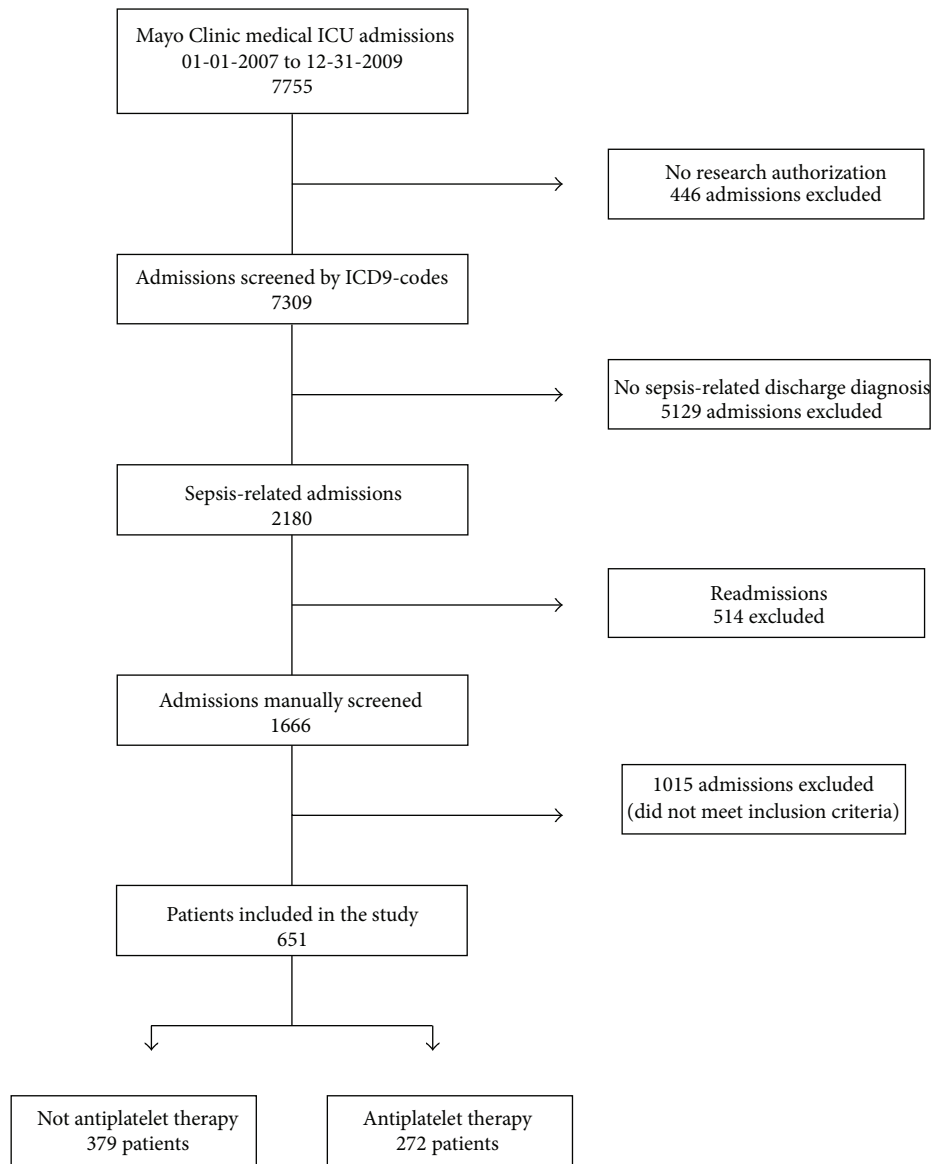 Mayo Clinic medical ICU admissions
01-01-2007 to 12-31-2009
7755
No research authorization
446 admissions excluded
Admissions screened by ICD9-codes
7309
No sepsis-related discharge diagnosis
5129 admissions excluded
Sepsis-related admissions
2180
Readmissions
514 excluded
Admissions manually screened
1666
1015 admissions excluded
(did not meet inclusion criteria)
Patients included in the study
651
Not antiplatelet therapy
379 patients
Antiplatelet therapy
272 patients